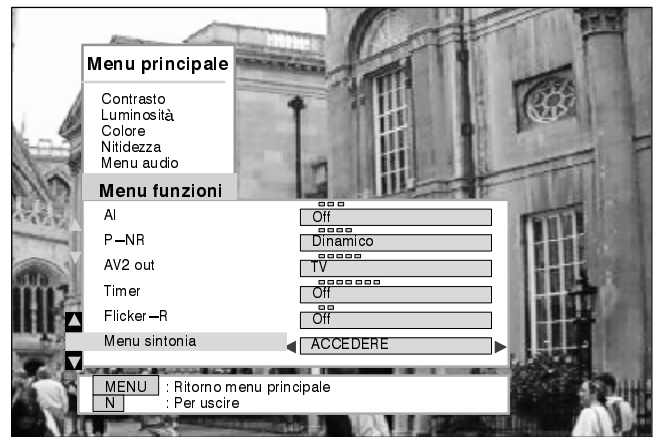 Menu principale
Contrasto
Luminosità
Colore
Nitidezza
Menu audio
Menu funzioni
AI Off
P–NR Dinamico
AV2 out TV
Timer Off
Flicker–R Off
Menu sintonia ACCEDERE
MENU : Ritorno menu principale
N : Per uscire